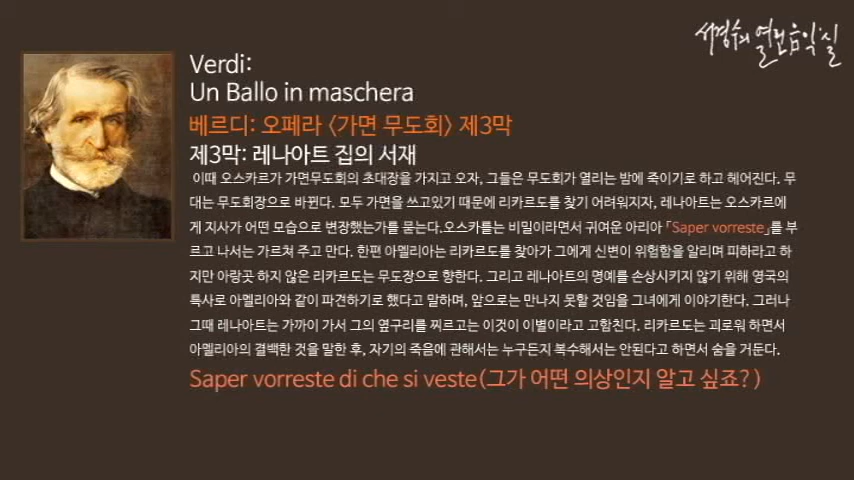 서경수의 열린음악실
Verdi:
Un Ballo in maschera
베르디: 오페라 〈가면 무도회〉 제3막
제3막: 레나아트 집의 서재
이때 오스카르가 가면무도회의 초대장을 가지고 오자, 그들은 무도회가 열리는 밤에 죽이기로 하고 헤어진다. 무
대는 무도회장으로 바뀐다. 모두 가면을 쓰고있기 때문에 리카르도를 찾기 어려워지자, 레나아트는 오스카르에
게 지사가 어떤 모습으로 변장했는가를 묻는다.오스카를는 비밀이라면서 귀여운 아리아 「Saper vorreste」를 부
르고 나서는 가르쳐 주고 만다. 한편 아멜리아는 리카르도를 찾아가 그에게 신변이 위험함을 알리며 피하라고 하
지만 아랑곳 하지 않은 리카르도는 무도장으로 향한다. 그리고 레나아트의 명예를 손상시키지 않기 위해 영국의
특사로 아멜리아와 같이 파견하기로 했다고 말하며, 앞으로는 만나지 못할 것임을 그녀에게 이야기한다. 그러나
그때 레나아트는 가까이 가서 그의 옆구리를 찌르고는 이것이 이별이라고 고함친다. 리카르도는 괴로워 하면서
아멜리아의 결백한 것을 말한 후, 자기의 죽음에 관해서는 누구든지 복수해서는 안된다고 하면서 숨을 거둔다.
Saper vorreste di che si veste(그가 어떤 의상인지 알고 싶죠?)